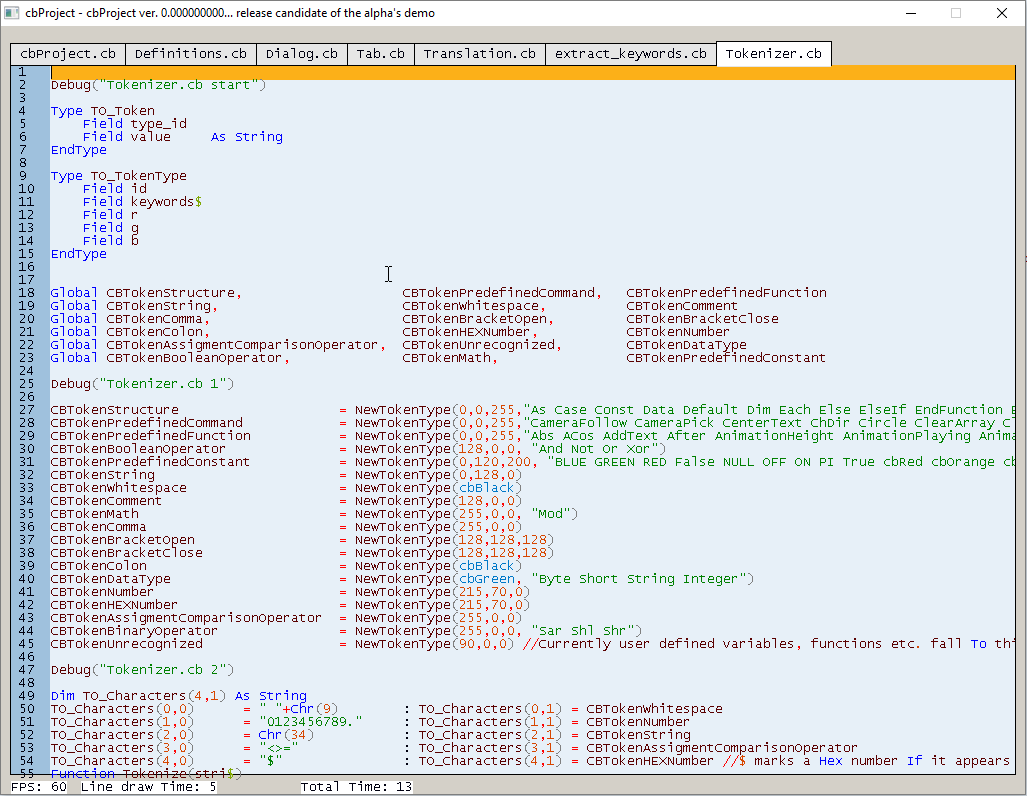 cbProject - cbProject ver. 0.000000000... release candidate of the alpha's demo
cbProject.cb Definitions.cb Dialog.cb Tab.cb Translation.cb extract_keywords.cb Tokenizer.cb
1
2 Debug("Tokenizer.cb start")
3
4 Type TO_Token
5 Field type_id
6 Field value As String
7 EndType
8
9 Type TO_TokenType
10 Field id
11 Field keywords$
12 Field r
13 Field g
14 Field b
15 EndType
16
17
18 Global CBTokenStructure, CBTokenPredefinedCommand, CBTokenPredefinedFunction
19 Global CBTokenString, CBTokenWhitespace, CBTokenComment
20 Global CBTokenComma, CBTokenBracketOpen, CBTokenBracketClose
21 Global CBTokenColon, CBTokenHEXNumber, CBTokenNumber
22 Global CBTokenAssigmentComparisonOperator, CBTokenUnrecognized, CBTokenDataType
23 Global CBTokenBooleanOperator, CBTokenMath, CBTokenPredefinedConstant
24
25 Debug("Tokenizer.cb 1")
26
27 CBTokenStructure = NewTokenType(0,0,255,"As Case Const Data Default Dim Each Else ElseIf EndFunction
28 CBTokenPredefinedCommand = NewTokenType(0,0,255,"CameraFollow CameraPick CenterText ChDir Circle ClearArray
29 CBTokenPredefinedFunction = NewTokenType(0,0,255,"Abs ACos AddText After AnimationHeight AnimationPlaying
30 CBTokenBooleanOperator = NewTokenType(128,0,0, "And Not Or Xor")
31 CBTokenPredefinedConstant = NewTokenType(0,120,200, "BLUE GREEN RED False NULL OFF ON PI True cbRed cbOrange cb
32 CBTokenString = NewTokenType(0,128,0)
33 CBTokenWhitespace = NewTokenType(cbBlack)
34 CBTokenComment = NewTokenType(128,0,0)
35 CBTokenMath = NewTokenType(255,0,0, "Mod")
36 CBTokenComma = NewTokenType(255,0,0)
37 CBTokenBracketOpen = NewTokenType(128,128,128)
38 CBTokenBracketClose = NewTokenType(128,128,128)
39 CBTokenColon = NewTokenType(cbBlack)
40 CBTokenDataType = NewTokenType(cbGreen, "Byte Short String Integer")
41 CBTokenNumber = NewTokenType(215,70,0)
42 CBTokenHEXNumber = NewTokenType(215,70,0)
43 CBTokenAssigmentComparisonOperator = NewTokenType(255,0,0)
44 CBTokenBinaryOperator = NewTokenType(255,0,0, "Sar Shl Shr")
45 CBTokenUnrecognized = NewTokenType(90,0,0) //Currently user defined variables, functions etc. fall To thi
46
47 Debug("Tokenizer.cb 2")
48
49 Dim TO_Characters(4,1) As String
50 TO_Characters(0,0) = " "+Chr(9) : TO_Characters(0,1) = CBTokenWhitespace
51 TO_Characters(1,0) = "0123456789." : TO_Characters(1,1) = CBTokenNumber
52 TO_Characters(2,0) = Chr(34) : TO_Characters(2,1) = CBTokenString
53 TO_Characters(3,0) = "<>=" : TO_Characters(3,1) = CBTokenAssigmentComparisonOperator
54 TO_Characters(4,0) = "$" : TO_Characters(4,1) = CBTokenHEXNumber //$ marks a Hex number If it appears
55 Function Tokenize(stri$)
FPS: 60 Line draw Time: 5 Total Time: 13